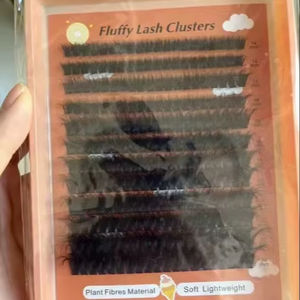 Fluffy Lash Clusters
Plant Fibres Material
Soft Lightweight